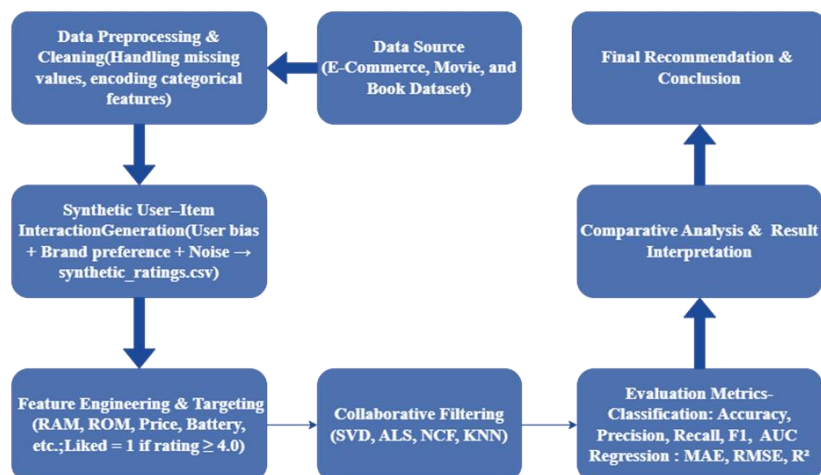 Data Preprocessing &
Cleaning(Handling missing
values, encoding categorical
features)
Data Source
(E-Commerce, Movie, and
Book Dataset)
Final Recommendation &
Conclusion
Synthetic User–Item
InteractionGeneration(User bias
+ Brand preference + Noise →
synthetic_ratings.csv)
Comparative Analysis & Result
Interpretation
Feature Engineering & Targeting
(RAM, ROM, Price, Battery,
etc.;Liked = 1 if rating ≥ 4.0)
Collaborative Filtering
(SVD, ALS, NCF, KNN)
Evaluation Metrics-
Classification: Accuracy,
Precision, Recall, F1, AUC
Regression : MAE, RMSE, R²